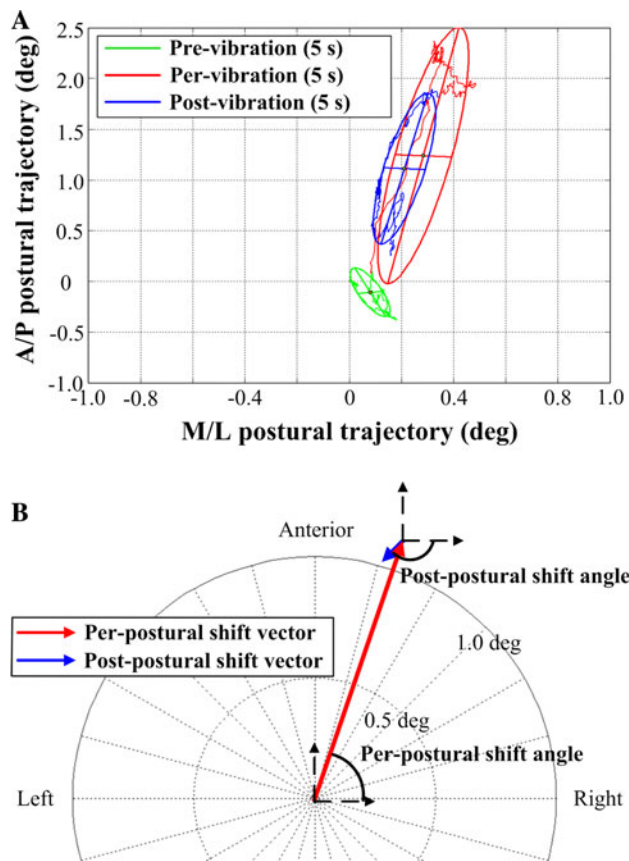 A
Pre-vibration (5 s)
Per-vibration (5 s)
Post-vibration (5 s)
A/P postural trajectory (deg)
2.5
2.0
1.5
1.0
0.5
0
-0.5
-1.0
-1.0 -0.8 -0.4 0 0.4 0.8 1.0
M/L postural trajectory (deg)
B
Anterior
Post-postural shift angle
Per-postural shift vector
Post-postural shift vector
1.0 deg
0.5 deg
Per-postural shift angle
Left
Right